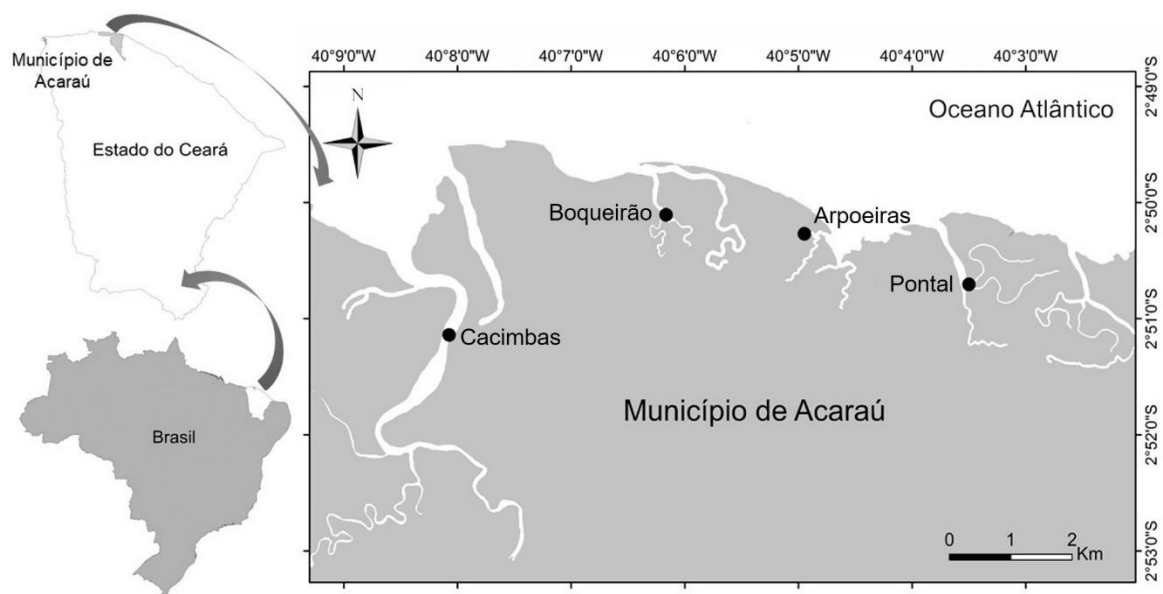 Município de
Acaraú
Estado do Ceará
Brasil
40°9'0"W 40°8'0"W 40°7'0"W 40°6'0"W 40°5'0"W 40°4'0"W 40°3'0"W
N
Oceano Atlântico
Boqueirão
Arpoeiras
Pontal
Cacimbas
Município de Acaraú
0 1 2
Km
2°49'0"S
2°50'0"S
2°51'0"S
2°52'0"S
2°53'0"S